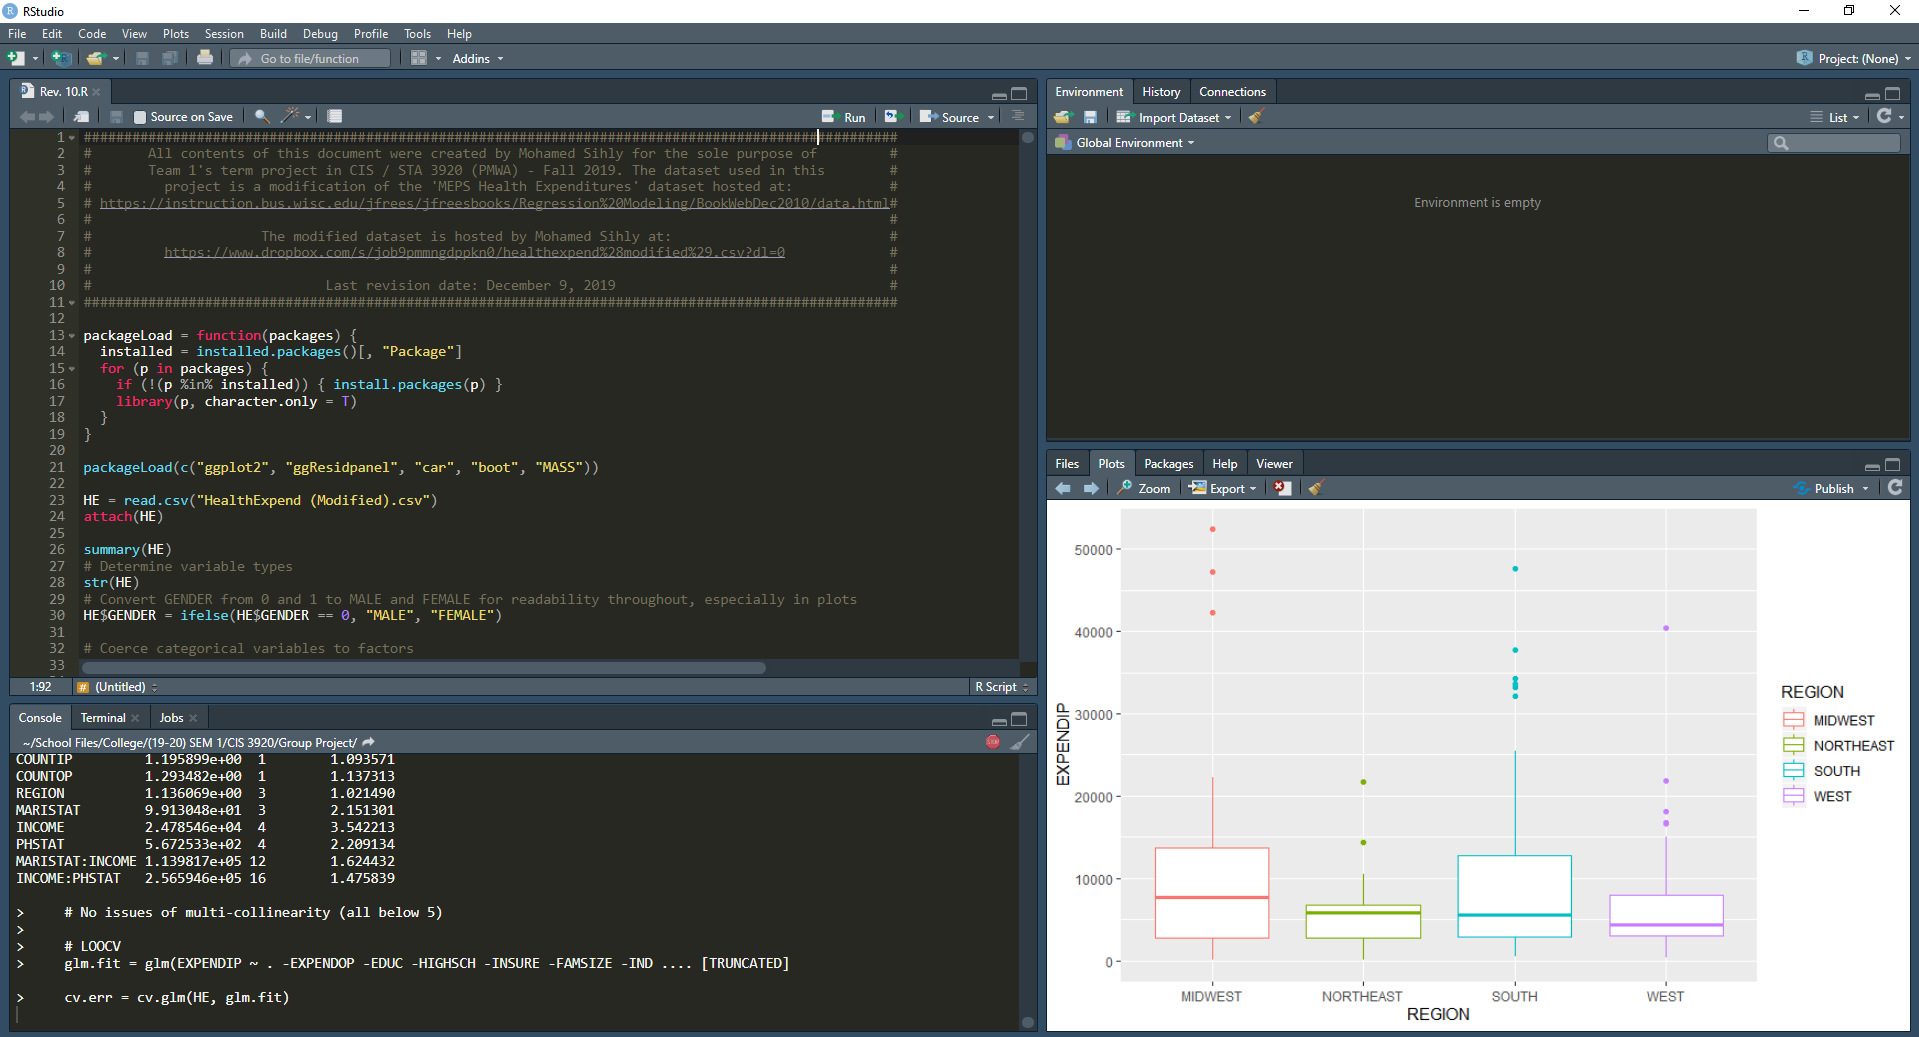 RStudio
File Edit Code View Plots Session Build Debug Profile Tools Help
Go to file/function Addins Project: (None)
Rev. 10.R
Source on Save Run Source
1 ##########################################################################################################
2 # All contents of this document were created by Mohamed Sihly for the sole purpose of #
3 # Team 1's term project in CIS / STA 3920 (PMWA) - Fall 2019. The dataset used in this #
4 # project is a modification of the 'MEPS Health Expenditures' dataset hosted at: #
5 # https://instruction.bus.wisc.edu/jfrees/jfreesbooks/Regression%20Modeling/BookWebDec2010/data.html#
6 # #
7 # The modified dataset is hosted by Mohamed Sihly at: #
8 # https://www.dropbox.com/s/job9pmmngdppkn0/healthexpend%28modified%29.csv?dl=0 #
9 # #
10 # Last revision date: December 9, 2019 #
11 ##########################################################################################################
12
13 packageLoad = function(packages) {
14 installed = installed.packages()[, "Package"]
15 for (p in packages) {
16 if (!(p %in% installed)) { install.packages(p) }
17 library(p, character.only = T)
18 }
19 }
20
21 packageLoad(c("ggplot2", "ggResidpanel", "car", "boot", "MASS"))
22
23 HE = read.csv("HealthExpend (Modified).csv")
24 attach(HE)
25
26 summary(HE)
27 # Determine variable types
28 str(HE)
29 # Convert GENDER from 0 and 1 to MALE and FEMALE for readability throughout, especially in plots
30 HE$GENDER = ifelse(HE$GENDER == 0, "MALE", "FEMALE")
31
32 # Coerce categorical variables to factors
33
1:92 # (Untitled) R Script
Console Terminal Jobs
~/School Files/College/(19-20) SEM 1/CIS 3920/Group Project/
COUNTIP 1.195899e+00 1 1.093571
COUNTOP 1.293482e+00 1 1.137313
REGION 1.136069e+00 3 1.021490
MARISTAT 9.913048e+01 3 2.151301
INCOME 2.478546e+04 4 3.542213
PHSTAT 5.672533e+02 4 2.209134
MARISTAT:INCOME 1.139817e+05 12 1.624432
INCOME:PHSTAT 2.565946e+05 16 1.475839
> # No issues of multi-collinearity (all below 5)
>
> # LOOCV
> glm.fit = glm(EXPENDIP ~ . -EXPENDOP -EDUC -HIGHSCH -INSURE -FAMSIZE -IND .... [TRUNCATED]
> cv.err = cv.glm(HE, glm.fit)
Environment History Connections
Import Dataset List
Global Environment
Environment is empty
Files Plots Packages Help Viewer
Zoom Export Publish
EXPENDIP
50000
40000
30000
20000
10000
0
MIDWEST NORTHEAST SOUTH WEST
REGION
REGION
MIDWEST
NORTHEAST
SOUTH
WEST